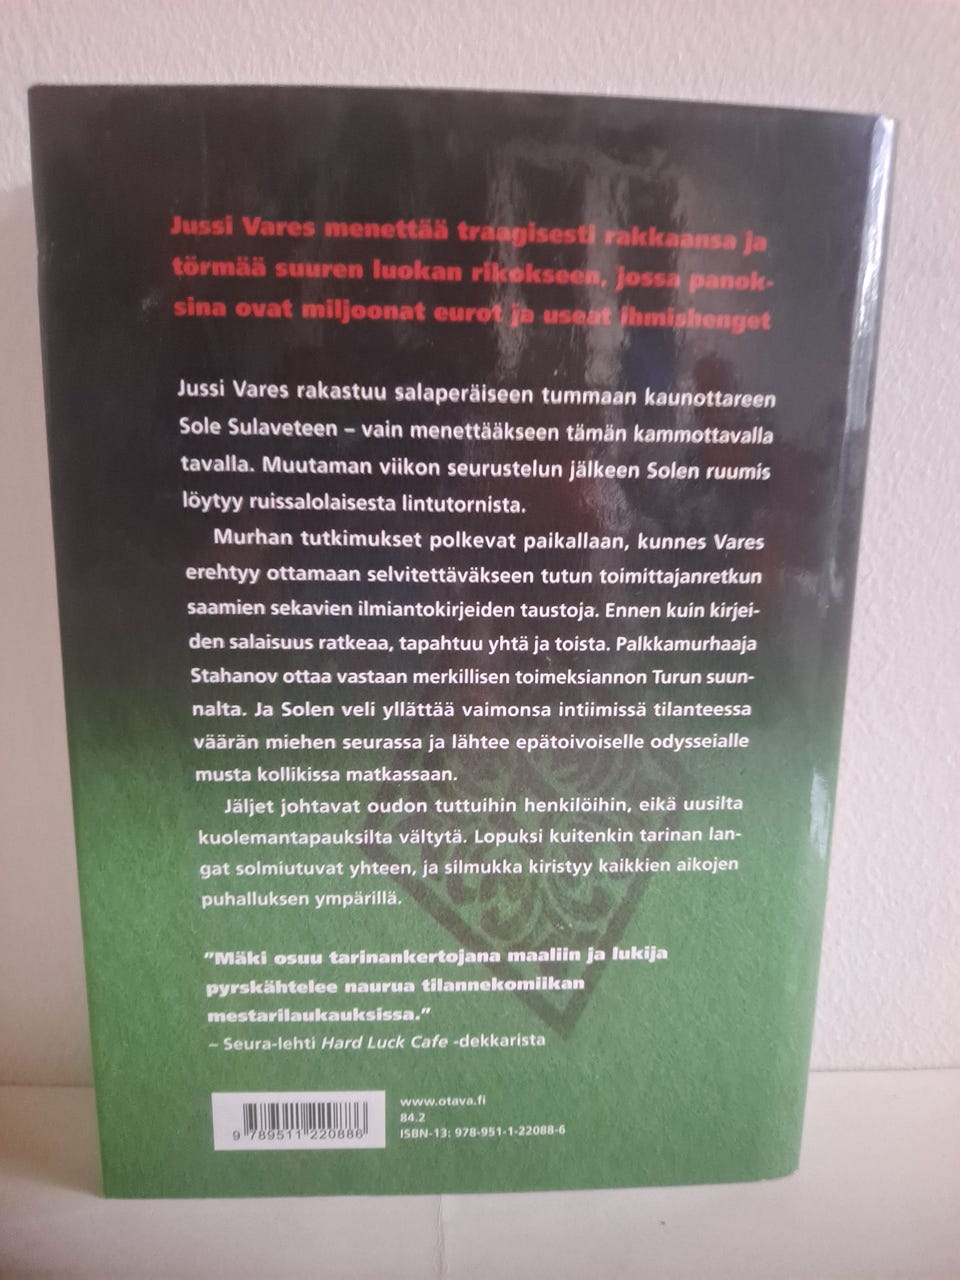 Jussi Vares menettää traagisesti rakkaansa ja
törmää suuren luokan rikokseen, jossa panok-
sina ovat miljoonat eurot ja useat ihmishenget
Jussi Vares rakastuu salaperäiseen tummaan kaunottareen
Sole Sulaveteen – vain menettääkseen tämän kammottavalla
tavalla. Muutaman viikon seurustelun jälkeen Solen ruumis
löytyy ruissalolaisesta lintutornista.
Murhan tutkimukset polkevat paikallaan, kunnes Vares
erehtyy ottamaan selvitettäväkseen tutun toimittajanretkun
saamien sekavien ilmiantokirjeiden taustoja. Ennen kuin kirjei-
den salaisuus ratkeaa, tapahtuu yhtä ja toista. Palkkamurhaaja
Stahanov ottaa vastaan merkillisen toimeksiannon Turun suun-
nalta. Ja Solen veli yllättää vaimonsa intiimissä tilanteessa
väärän miehen seurassa ja lähtee epätoivoiselle odysseialle
musta kollikissa matkassaan.
Jäljet johtavat oudon tuttuihin henkilöihin, eikä uusilta
kuolemantapauksilta vältytä. Lopuksi kuitenkin tarinan lan-
gat solmiutuvat yhteen, ja silmukka kiristyy kaikkien aikojen
puhalluksen ympärillä.
"Mäki osuu tarinankertojana maaliin ja lukija
pyrskähtelee naurua tilannekomiikan
mestarilaukauksissa."
– Seura-lehti Hard Luck Cafe -dekkarista
www.otava.fi
84.2
ISBN-13: 978-951-1-22088-6
9 789511 220886